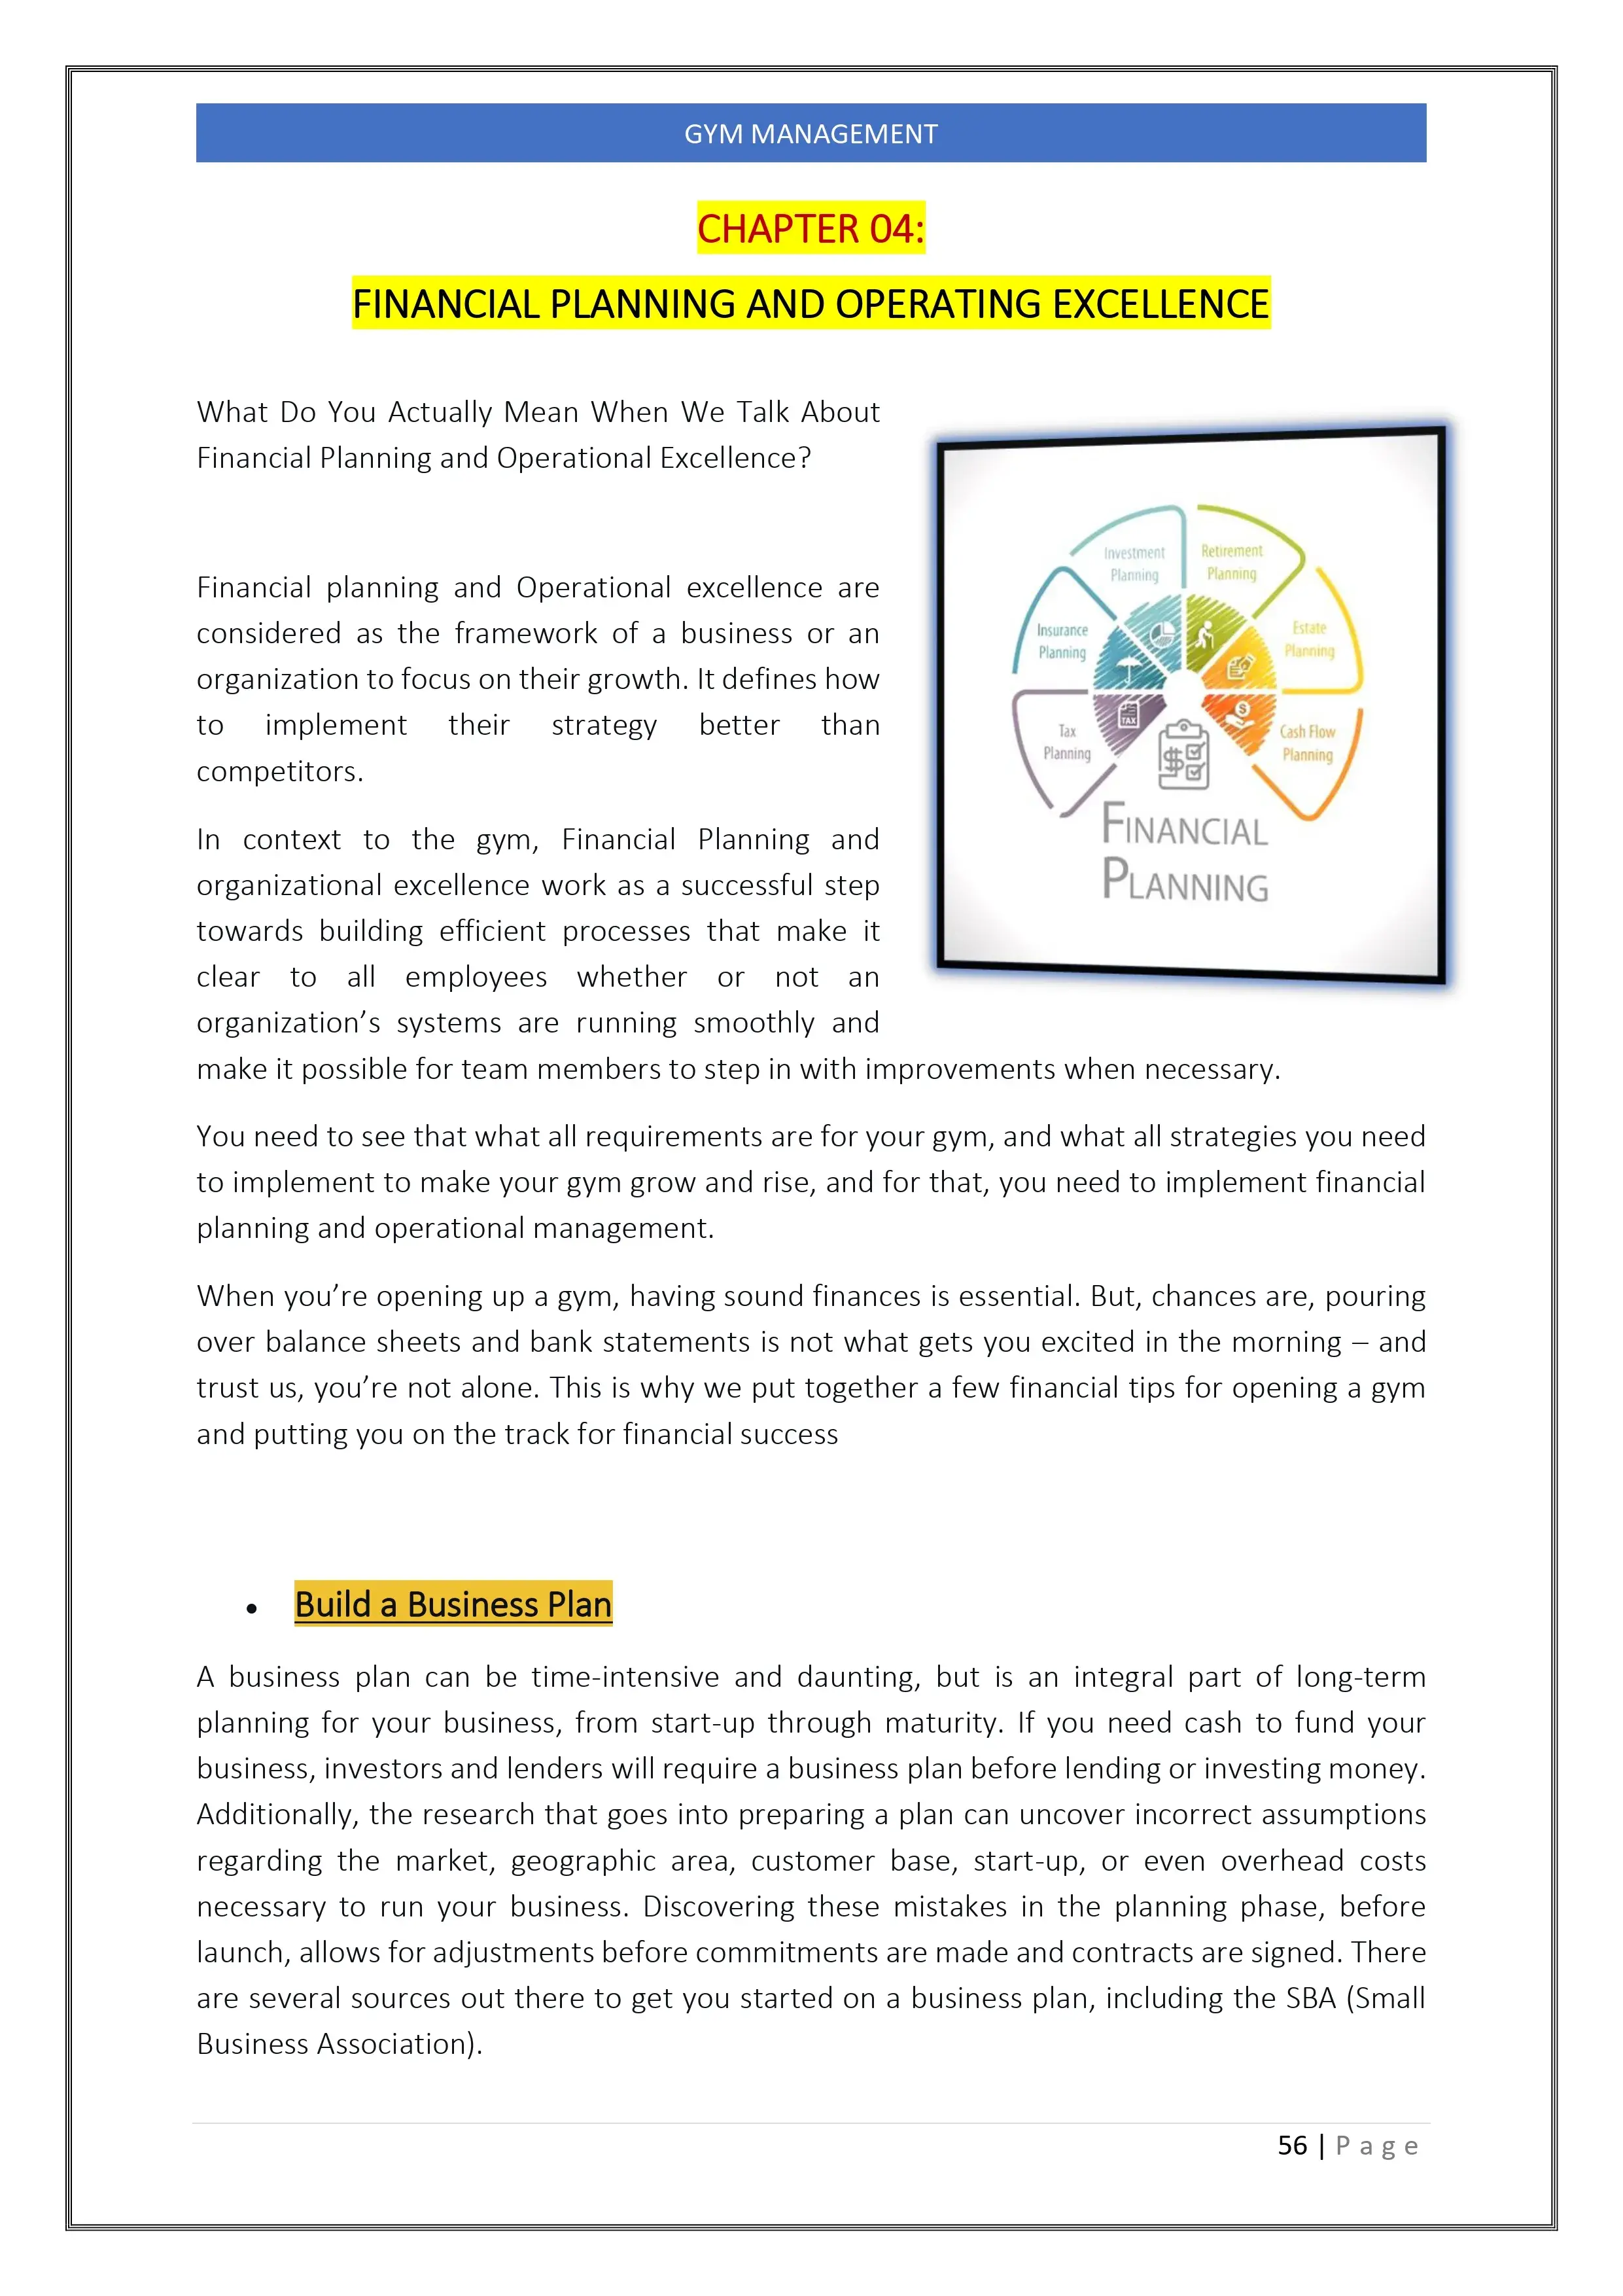 GYM MANAGEMENT
CHAPTER 04:
FINANCIAL PLANNING AND OPERATING EXCELLENCE
What Do You Actually Mean When We Talk About
Financial Planning and Operational Excellence?
Financial planning and Operational excellence are
considered as the framework of a business or an
organization to focus on their growth. It defines how
to implement their strategy better than
competitors.
In context to the gym, Financial Planning and
organizational excellence work as a successful step
towards building efficient processes that make it
clear to all employees whether or not an
organization’s systems are running smoothly and
make it possible for team members to step in with improvements when necessary.
Investment
Planning
Retirement
Planning
Insurance
Planning
Estate
Planning
Tax
Planning
TAX
Cash Flow
Planning
FINANCIAL
PLANNING
You need to see that what all requirements are for your gym, and what all strategies you need
to implement to make your gym grow and rise, and for that, you need to implement financial
planning and operational management.
When you’re opening up a gym, having sound finances is essential. But, chances are, pouring
over balance sheets and bank statements is not what gets you excited in the morning – and
trust us, you’re not alone. This is why we put together a few financial tips for opening a gym
and putting you on the track for financial success
• Build a Business Plan
A business plan can be time-intensive and daunting, but is an integral part of long-term
planning for your business, from start-up through maturity. If you need cash to fund your
business, investors and lenders will require a business plan before lending or investing money.
Additionally, the research that goes into preparing a plan can uncover incorrect assumptions
regarding the market, geographic area, customer base, start-up, or even overhead costs
necessary to run your business. Discovering these mistakes in the planning phase, before
launch, allows for adjustments before commitments are made and contracts are signed. There
are several sources out there to get you started on a business plan, including the SBA (Small
Business Association).
56 | P a g e